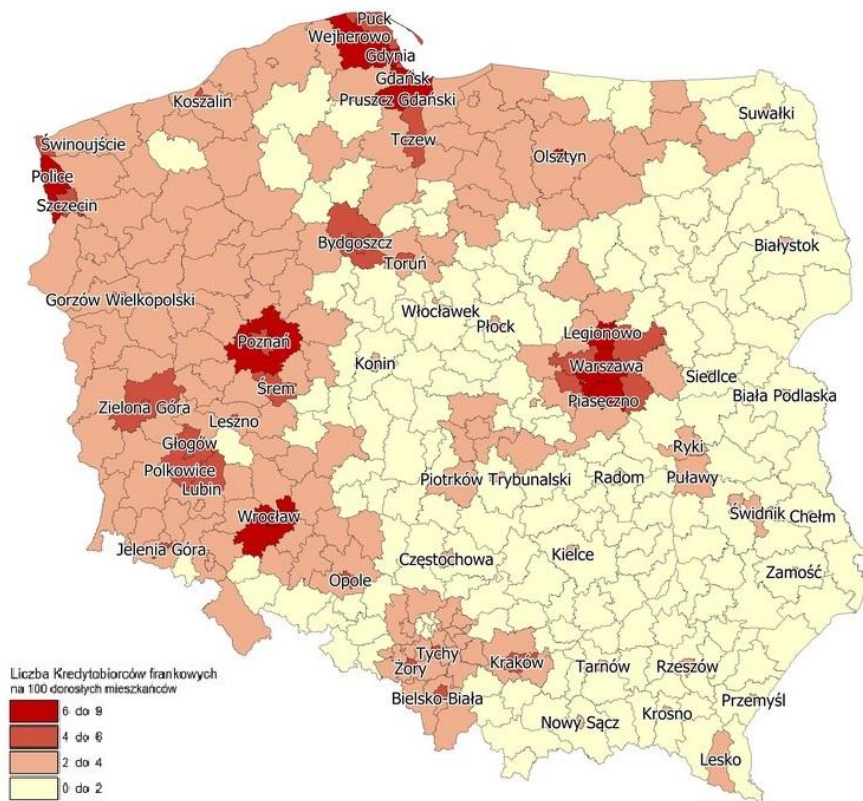 Puck
Wejherowo
Gdynia
Gdańsk
Koszalin
Pruszcz Gdański
Suwałki
Świnoujście
Tczew
Olsztyn
Police
Szczecin
Bydgoszcz
Białystok
Toruń
Gorzów Wielkopolski
Włocławek
Płock
Legionowo
Poznań
Konin
Warszawa
Siedlce
Śrem
Biała Podlaska
Zielona Góra
Piaseczno
Leszno
Głogów
Ryki
Polkowice
Piotrków Trybunalski
Radom
Puławy
Lubin
Wrocław
Świdnik
Chełm
Jelenia Góra
Częstochowa
Kielce
Zamość
Opole
Tychy
Żory
Kraków
Tarnów
Rzeszów
Bielsko-Biała
Przemyśl
Nowy Sącz
Krosno
Lesko
Liczba Kredytobiorców frankowych
na 100 dorosłych mieszkańców
6 do 9
4 do 6
2 do 4
0 do 2